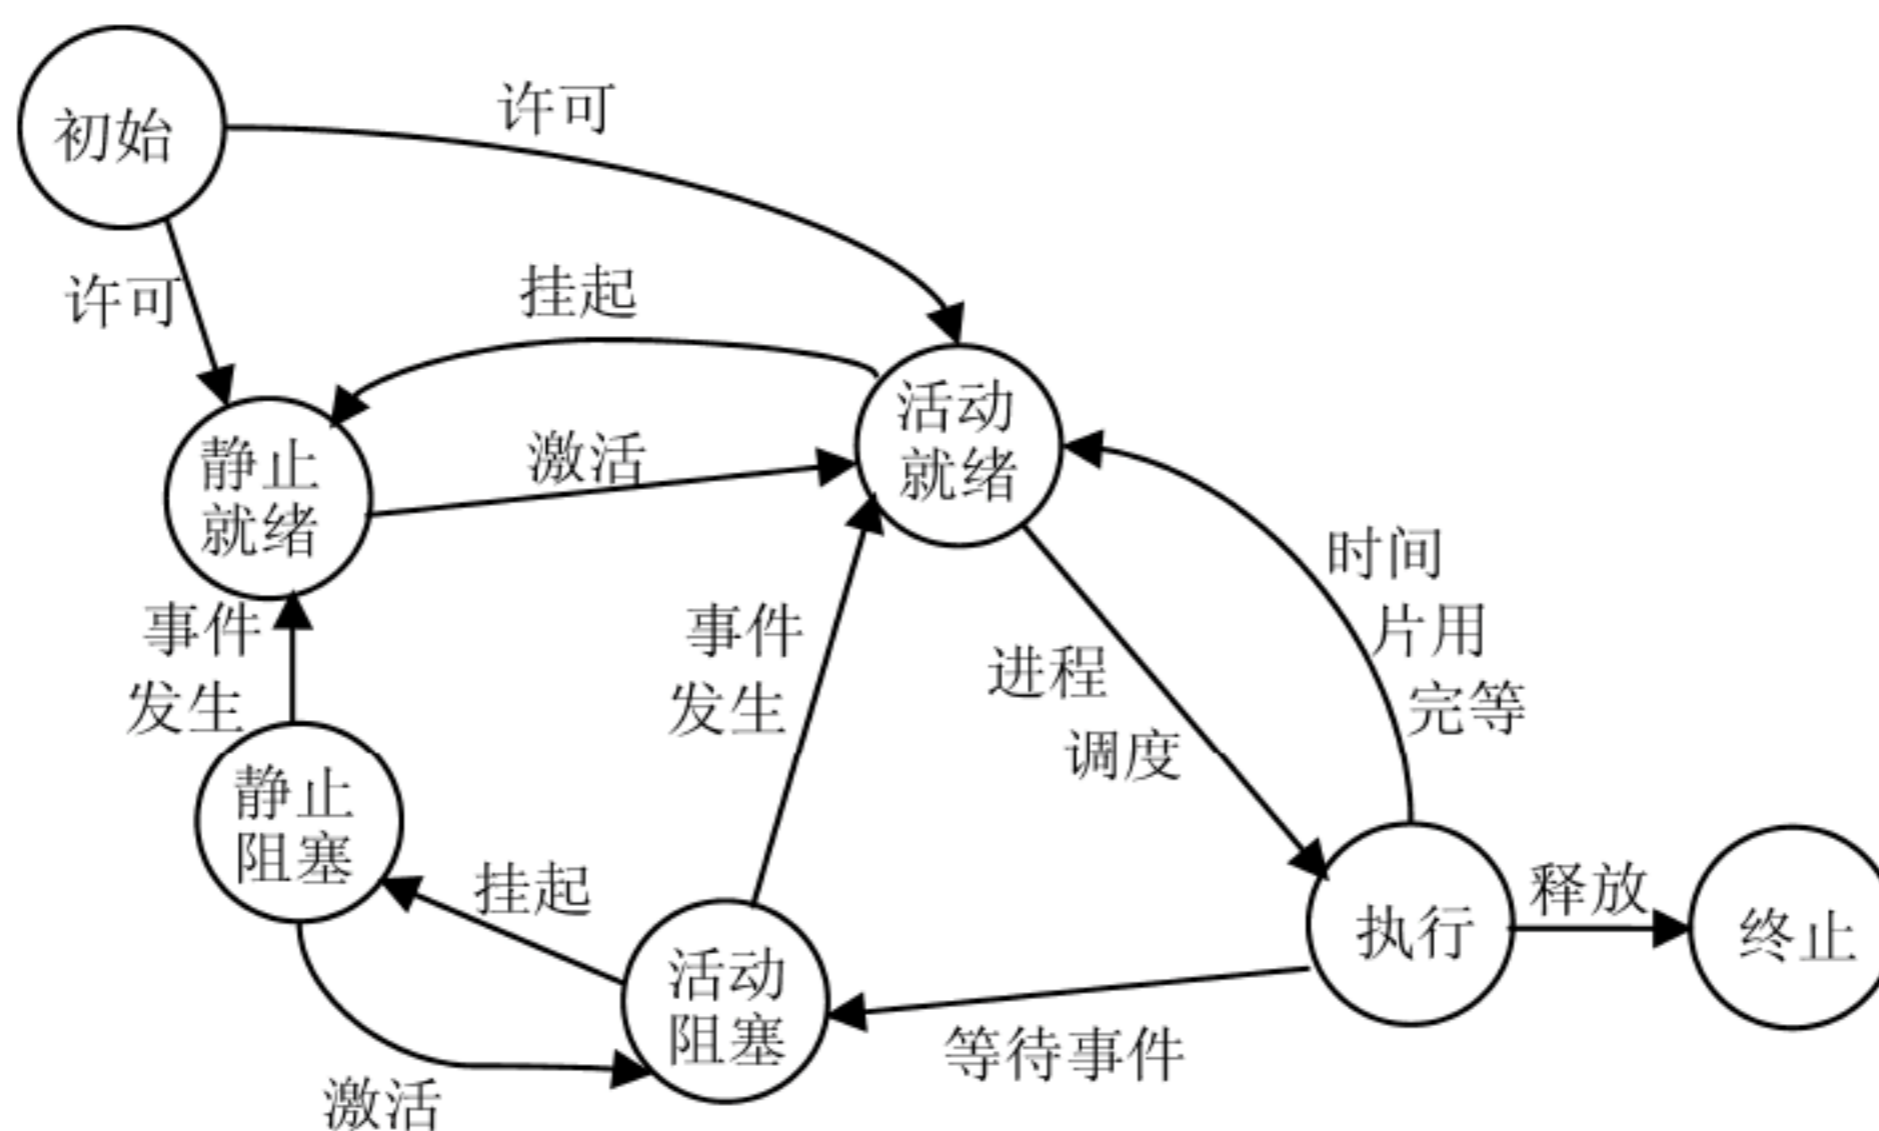 许可
初始
挂起
许可
活动
就绪
激活
静止
就绪
时间
片用
完等
事件
发生
事件
发生
进程
调度
静止
阻塞
挂起
释放
执行
终止
活动
阻塞
等待事件
激活